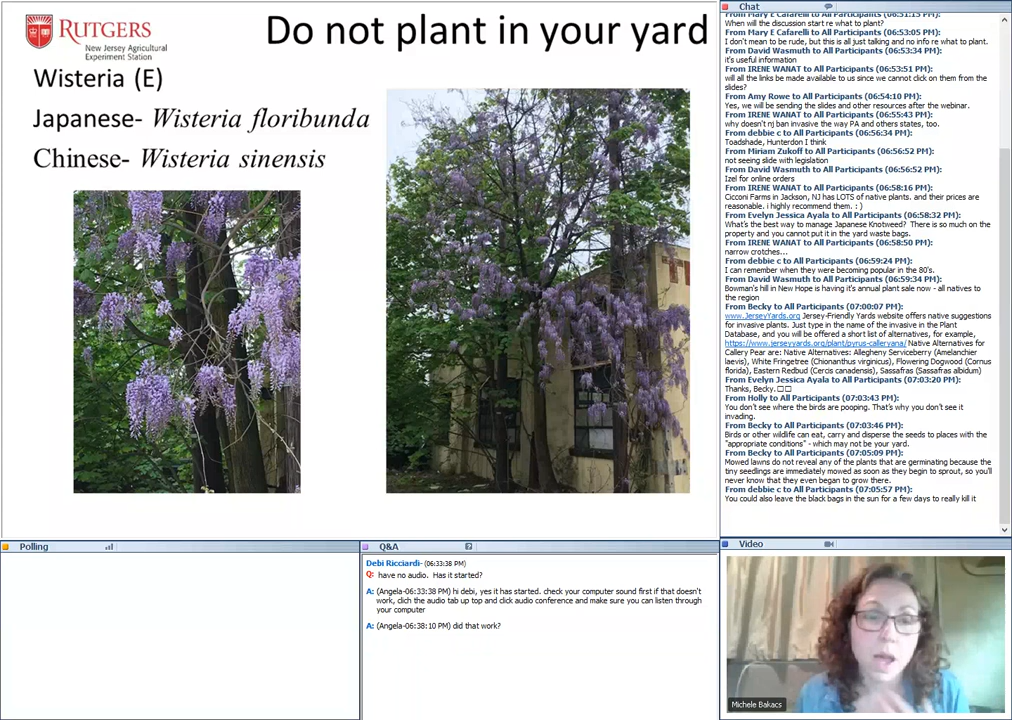 RUTGERS
New Jersey Agricultural
Experiment Station
Do not plant in your yard
Wisteria (E)
Japanese- Wisteria floribunda
Chinese- Wisteria sinensis
Chat
From Mary E Cafarelli to All Participants (06:51:15 PM):
When will the discussion start re what to plant?
From Mary E Cafarelli to All Participants (06:53:05 PM):
I don't mean to be rude, but this is all just talking and no info re what to plant.
From David Wasmuth to All Participants (06:53:34 PM):
it's useful information
From IRENE WANAT to All Participants (06:53:51 PM):
will all the links be made available to us since we cannot click on them from the
slides?
From Amy Rowe to All Participants (06:54:10 PM):
Yes, we will be sending the slides and other resources after the webinar.
From IRENE WANAT to All Participants (06:55:43 PM):
why doesn't nj ban invasive the way PA and others states, too.
From debbie c to All Participants (06:56:34 PM):
Toadshade, Hunterdon I think
From Miriam Zukoff to All Participants (06:56:52 PM):
not seeing slide with legislation
From David Wasmuth to All Participants (06:56:52 PM):
Izel for online orders
From IRENE WANAT to All Participants (06:58:16 PM):
Cicconi Farms in Jackson, NJ has LOTS of native plants. and their prices are
reasonable. i highly recommend them. : )
From Evelyn Jessica Ayala to All Participants (06:58:32 PM):
What's the best way to manage Japanese Knotweed? There is so much on the
property and you cannot put it in the yard waste bags.
From IRENE WANAT to All Participants (06:58:50 PM):
narrow crotches...
From debbie c to All Participants (06:59:24 PM):
I can remember when they were becoming popular in the 80's.
From David Wasmuth to All Participants (06:59:34 PM):
Bowman's hill in New Hope is having it's annual plant sale now - all natives to
the region
From Becky to All Participants (07:00:07 PM):
www.JerseyYards.org Jersey-Friendly Yards website offers native suggestions
for invasive plants. Just type in the name of the invasive in the Plant
Database, and you will be offered a short list of alternatives, for example,
https://www.jerseyyards.org/plant/pyrus-calleryana/ Native Alternatives for
Callery Pear are: Native Alternatives: Allegheny Serviceberry (Amelanchier
laevis), White Fringetree (Chionanthus virginicus), Flowering Dogwood (Cornus
florida), Eastern Redbud (Cercis canadensis), Sassafras (Sassafras albidum)
From Evelyn Jessica Ayala to All Participants (07:03:20 PM):
Thanks, Becky. □□
From Holly to All Participants (07:03:43 PM):
You don't see where the birds are pooping. That's why you don't see it
invading.
From Becky to All Participants (07:03:46 PM):
Birds or other wildlife can eat, carry and disperse the seeds to places with the
"appropriate conditions" - which may not be your yard.
From Becky to All Participants (07:05:09 PM):
Mowed lawns do not reveal any of the plants that are germinating because the
tiny seedlings are immediately mowed as soon as they begin to sprout, so you'll
never know that they even began to grow there.
From debbie c to All Participants (07:05:57 PM):
You could also leave the black bags in the sun for a few days to really kill it
Polling
Q&A
Debi Ricciardi- (06:33:38 PM)
Q: have no audio. Has it started?
A: (Angela-06:33:38 PM) hi debi, yes it has started. check your computer sound first if that doesn't
work, clich the audio tab up top and click audio conference and make sure you can listen through
your computer
A: (Angela-06:38:10 PM) did that work?
Video
Michele Bakacs